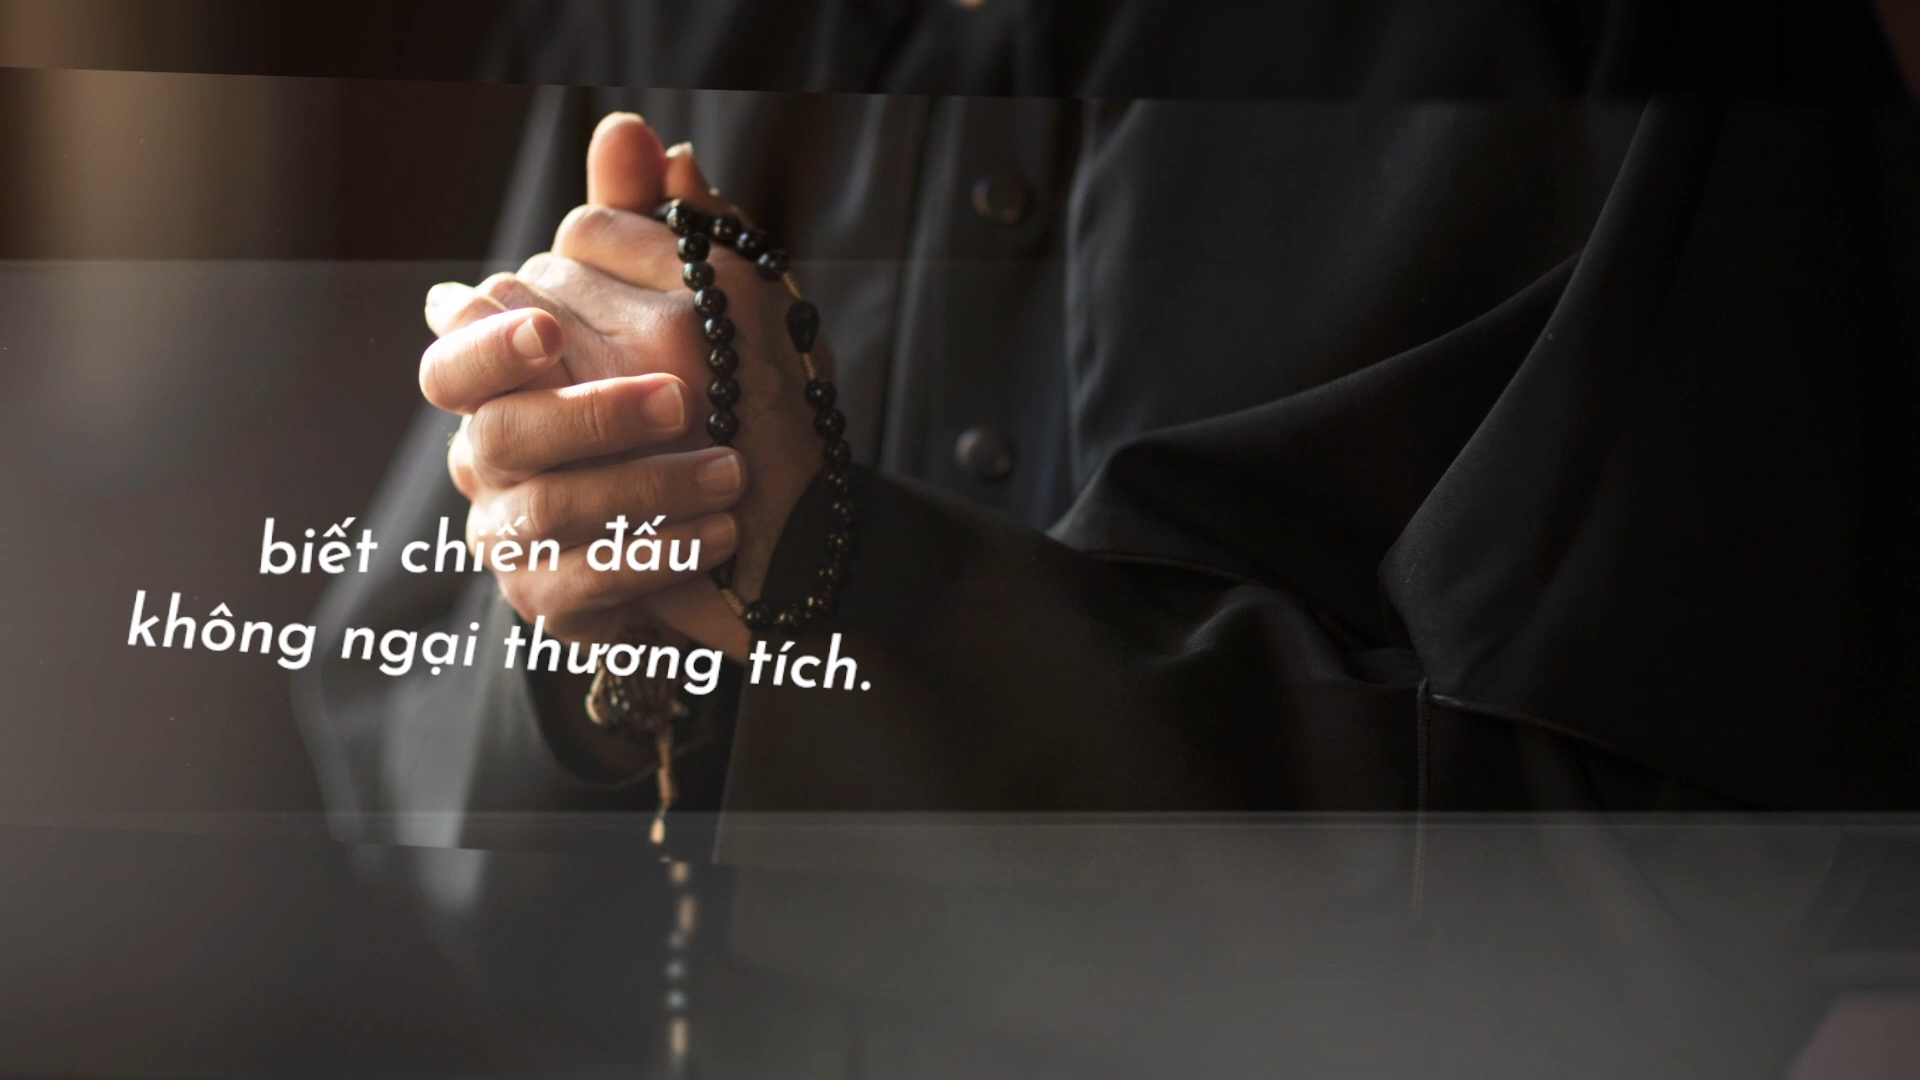 biết chiến đấu
không ngại thương tích.